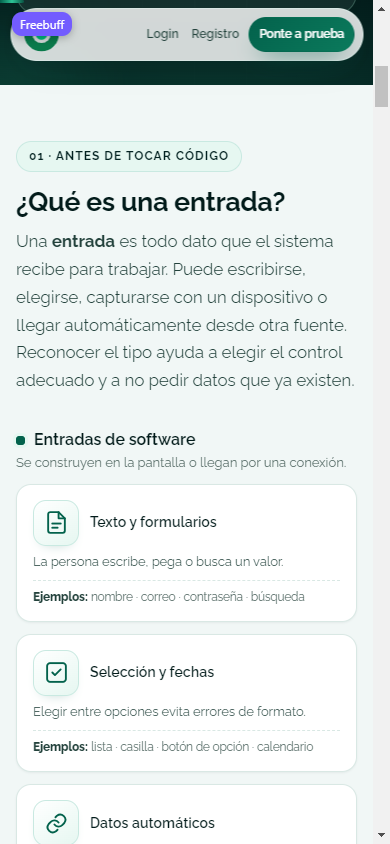 Freebuff
Login
Registro
Ponte a prueba
01 · ANTES DE TOCAR CÓDIGO
¿Qué es una entrada?
Una entrada es todo dato que el sistema
recibe para trabajar. Puede escribirse,
elegirse, capturarse con un dispositivo o
llegar automáticamente desde otra fuente.
Reconocer el tipo ayuda a elegir el control
adecuado y a no pedir datos que ya existen.
Entradas de software
Se construyen en la pantalla o llegan por una conexión.
Texto y formularios
La persona escribe, pega o busca un valor.
Ejemplos: nombre · correo · contraseña · búsqueda
Selección y fechas
Elegir entre opciones evita errores de formato.
Ejemplos: lista · casilla · botón de opción · calendario
Datos automáticos